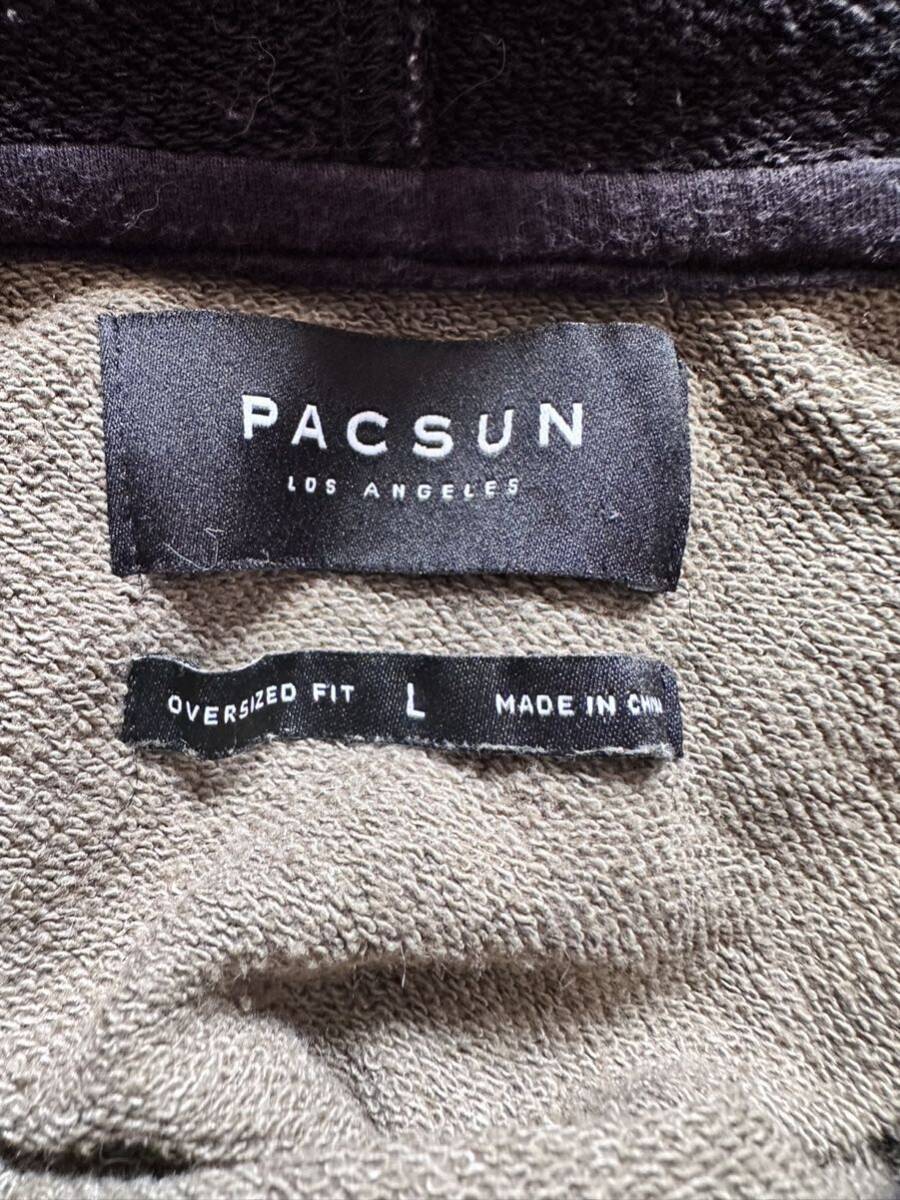 PACSUN
LOS ANGELES
OVERSIZED FIT L MADE IN CHINA